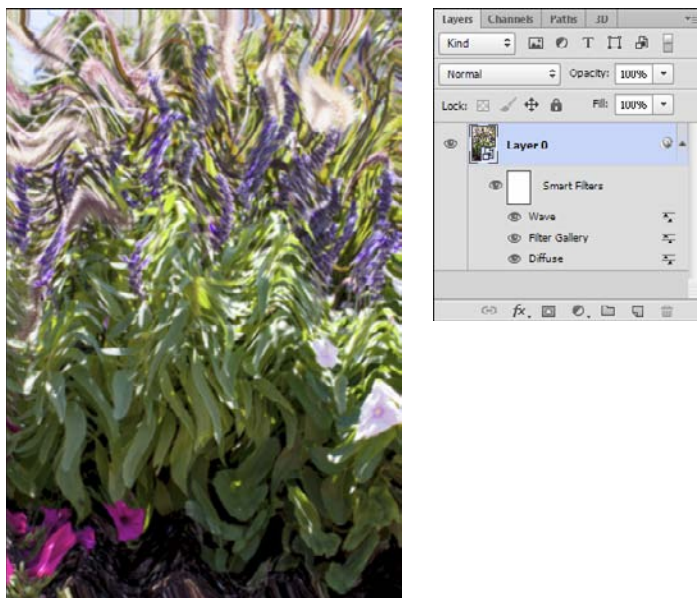 Layers Channels Paths 3D
Kind T
Normal Opacity: 100%
Lock: Fill: 100%
Layer 0
Smart Filters
Wave
Filter Gallery
Diffuse
fx